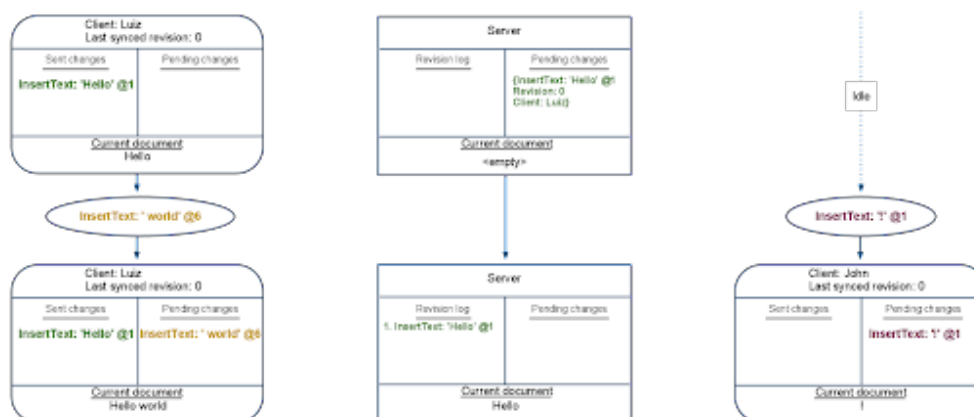 Client: Luiz
Last synced revision: 0
Sent changes
Pending changes
InsertText: 'Hello' @1
Current document
Hello
Server
Revision log
Pending changes
{InsertText: 'Hello' @1
Revision: 0
Client: Luiz}
Current document
<empty>
Idle
InsertText: ' world' @6
InsertText: '!' @1
Client: Luiz
Last synced revision: 0
Sent changes
Pending changes
InsertText: 'Hello' @1
InsertText: ' world' @6
Current document
Hello world
Server
Revision log
Pending changes
1. InsertText: 'Hello' @1
Current document
Hello
Client: John
Last synced revision: 0
Sent changes
Pending changes
InsertText: '!' @1
Current document
!